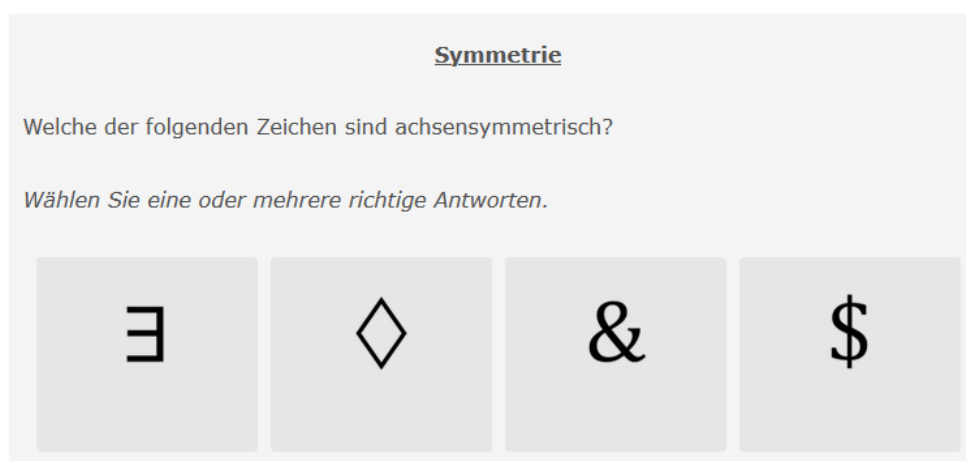 Symmetrie
Welche der folgenden Zeichen sind achsensymmetrisch?
Wählen Sie eine oder mehrere richtige Antworten.
∃ ◊ & $